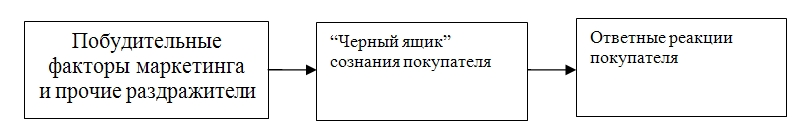 Побудительные
факторы маркетинга
и прочие раздражители
“Черный ящик”
сознания покупателя
Ответные реакции
покупателя